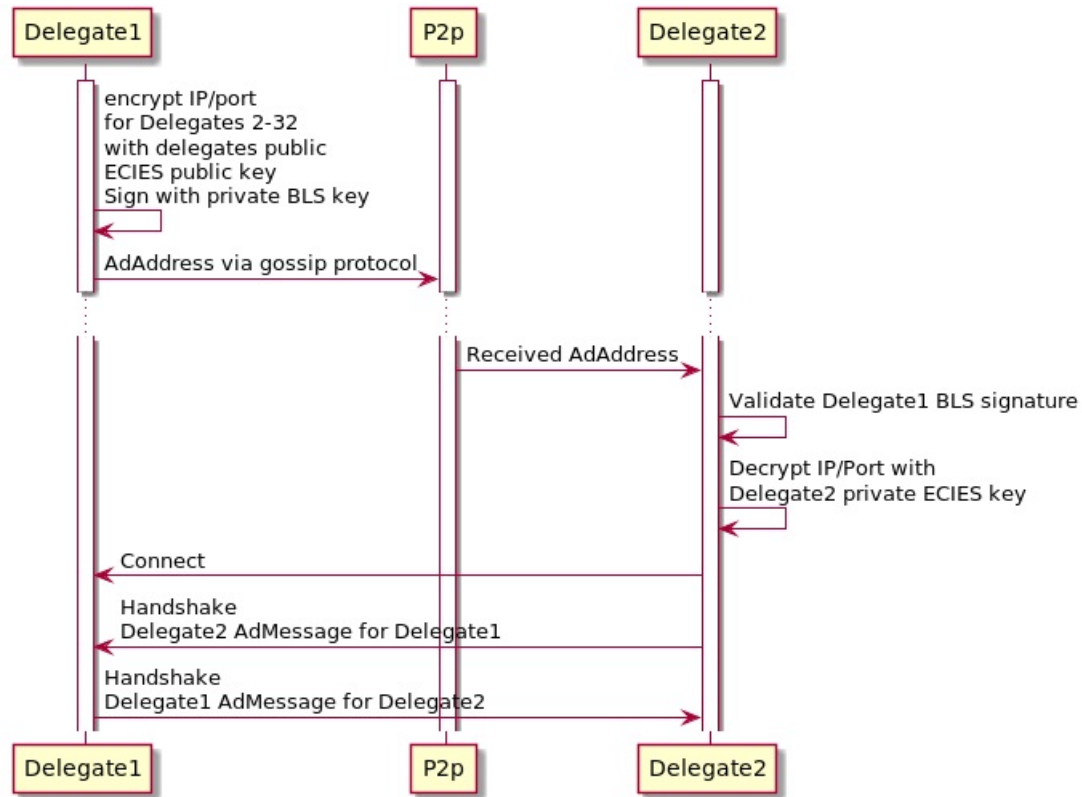 Delegate1
P2p
Delegate2
encrypt IP/port
for Delegates 2-32
with delegates public
ECIES public key
Sign with private BLS key
AdAddress via gossip protocol
Received AdAddress
Validate Delegate1 BLS signature
Decrypt IP/Port with
Delegate2 private ECIES key
Connect
Handshake
Delegate2 AdMessage for Delegate1
Handshake
Delegate1 AdMessage for Delegate2
Delegate1
P2p
Delegate2